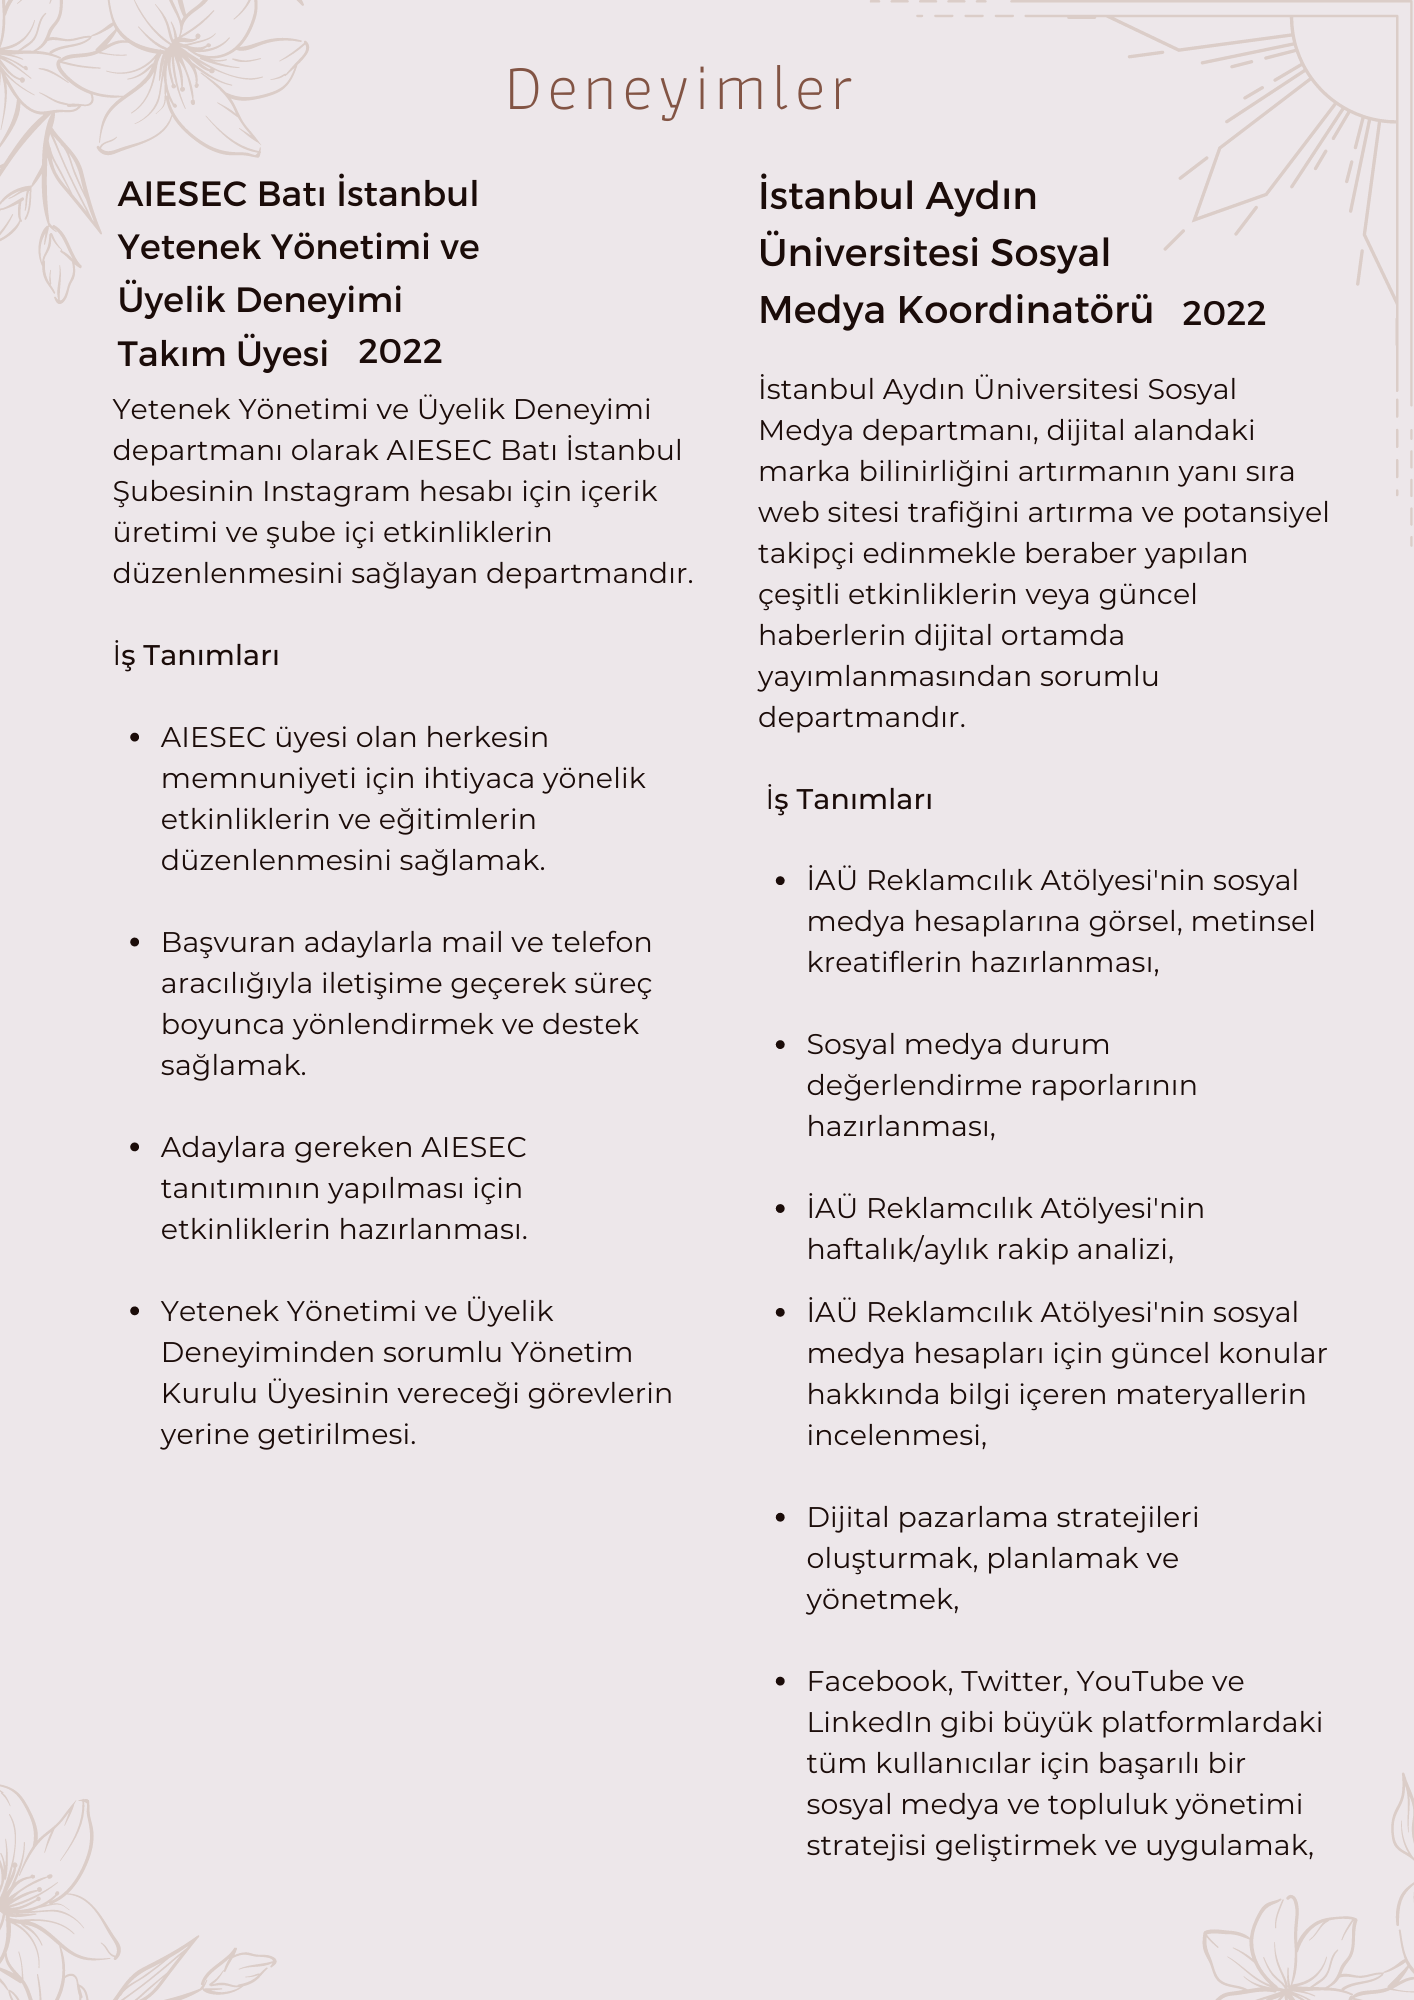 Deneyimler
AIESEC Batı İstanbul
Yetenek Yönetimi ve
Üyelik Deneyimi
Takım Üyesi 2022
Yetenek Yönetimi ve Üyelik Deneyimi
departmanı olarak AIESEC Batı İstanbul
Şubesinin Instagram hesabı için içerik
üretimi ve şube içi etkinliklerin
düzenlenmesini sağlayan departmandır.
İş Tanımları
• AIESEC üyesi olan herkesin
memnuniyeti için ihtiyaca yönelik
etkinliklerin ve eğitimlerin
düzenlenmesini sağlamak.
• Başvuran adaylarla mail ve telefon
aracılığıyla iletişime geçerek süreç
boyunca yönlendirmek ve destek
sağlamak.
• Adaylara gereken AIESEC
tanıtımının yapılması için
etkinliklerin hazırlanması.
• Yetenek Yönetimi ve Üyelik
Deneyiminden sorumlu Yönetim
Kurulu Üyesinin vereceği görevlerin
yerine getirilmesi.
İstanbul Aydın
Üniversitesi Sosyal
Medya Koordinatörü 2022
İstanbul Aydın Üniversitesi Sosyal
Medya departmanı, dijital alandaki
marka bilinirliğini artırmanın yanı sıra
web sitesi trafiğini artırma ve potansiyel
takipçi edinmekle beraber yapılan
çeşitli etkinliklerin veya güncel
haberlerin dijital ortamda
yayımlanmasından sorumlu
departmandır.
İş Tanımları
• İAÜ Reklamcılık Atölyesi'nin sosyal
medya hesaplarına görsel, metinsel
kreatiflerin hazırlanması,
• Sosyal medya durum
değerlendirme raporlarının
hazırlanması,
• İAÜ Reklamcılık Atölyesi'nin
haftalık/aylık rakip analizi,
• İAÜ Reklamcılık Atölyesi'nin sosyal
medya hesapları için güncel konular
hakkında bilgi içeren materyallerin
incelenmesi,
• Dijital pazarlama stratejileri
oluşturmak, planlamak ve
yönetmek,
• Facebook, Twitter, YouTube ve
LinkedIn gibi büyük platformlardaki
tüm kullanıcılar için başarılı bir
sosyal medya ve topluluk yönetimi
stratejisi geliştirmek ve uygulamak,